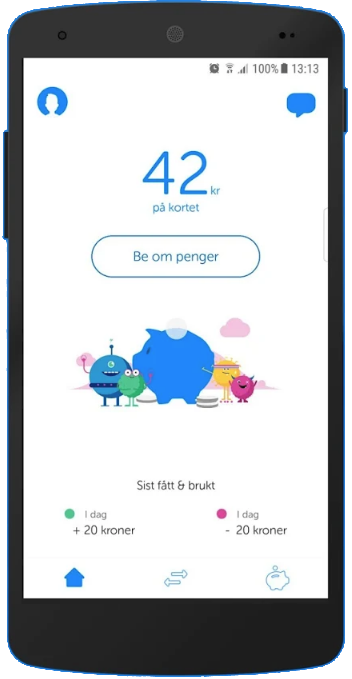 100% 13:13
42 kr
på kortet
Be om penger
Sist fått & brukt
I dag
+ 20 kroner
I dag
- 20 kroner